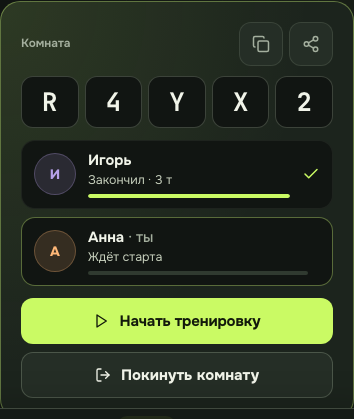 Комната
R 4 Y X 2
И
Игорь
Закончил · 3 т
А
Анна · ты
Ждёт старта
Начать тренировку
Покинуть комнату